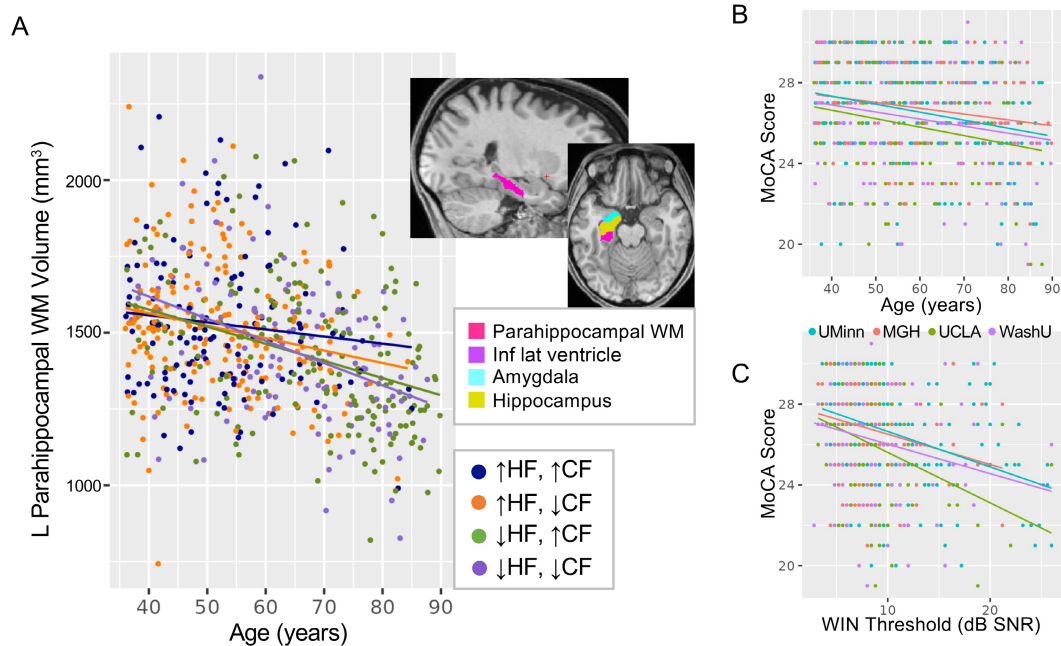 A
L Parahippocampal WM Volume (mm³)
2000
1500
1000
40
50
60
70
80
90
Age (years)
Parahippocampal WM
Inf lat ventricle
Amygdala
Hippocampus
↑HF, ↑CF
↑HF, ↓CF
↓HF, ↑CF
↓HF, ↓CF
B
MoCA Score
28
24
20
40
50
60
70
80
90
Age (years)
UMinn
MGH
UCLA
WashU
C
MoCA Score
28
24
20
10
20
WIN Threshold (dB SNR)